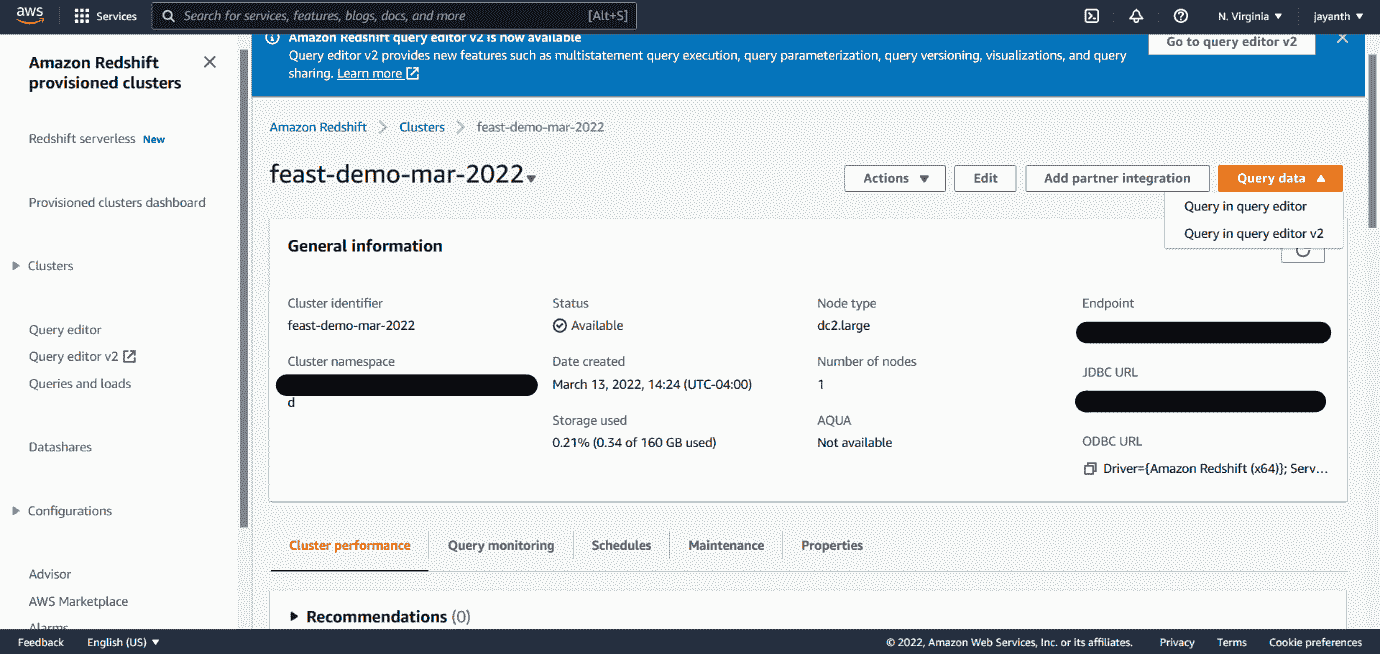 aws Services Search for services, features, blogs, docs, and more [Alt+S] N. Virginia jayanth
Amazon Redshift provisioned clusters
Redshift serverless New
Provisioned clusters dashboard
Clusters
Query editor
Query editor v2
Queries and loads
Datashares
Configurations
Advisor
AWS Marketplace
Alarms
Amazon Redshift query editor v2 is now available
Query editor v2 provides new features such as multistatement query execution, query parameterization, query versioning, visualizations, and query
sharing. Learn more
Go to query editor v2
Amazon Redshift Clusters feast-demo-mar-2022
feast-demo-mar-2022
Actions Edit Add partner integration Query data
Query in query editor
Query in query editor v2
General information
Cluster identifier
feast-demo-mar-2022
Cluster namespace
d
Status
Available
Date created
March 13, 2022, 14:24 (UTC-04:00)
Storage used
0.21% (0.34 of 160 GB used)
Node type
dc2.large
Number of nodes
1
AQUA
Not available
Endpoint
JDBC URL
ODBC URL
Driver={Amazon Redshift (x64)}; Serv...
Cluster performance Query monitoring Schedules Maintenance Properties
Recommendations (0)
Feedback English (US) © 2022, Amazon Web Services, Inc. or its affiliates. Privacy Terms Cookie preferences